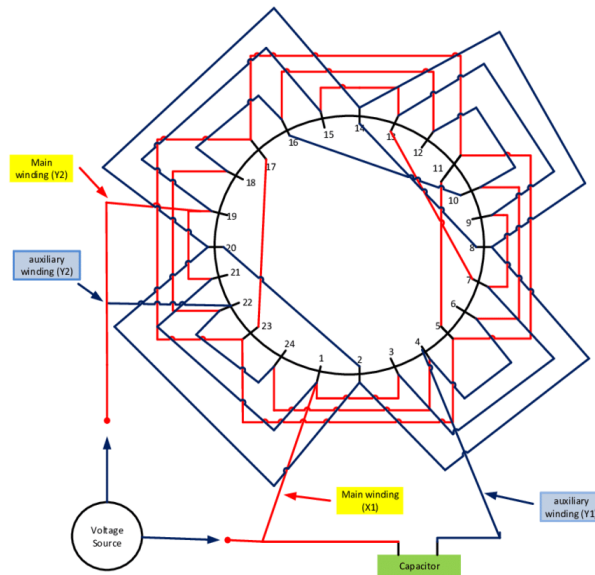 15
14
13
16
12
17
11
Main
winding (Y2)
18
10
19
9
auxiliary
winding (Y2)
20
8
21
7
22
6
23
5
24
4
1
2
3
Main winding
(X1)
auxiliary
winding (Y1)
Voltage
Source
Capacitor